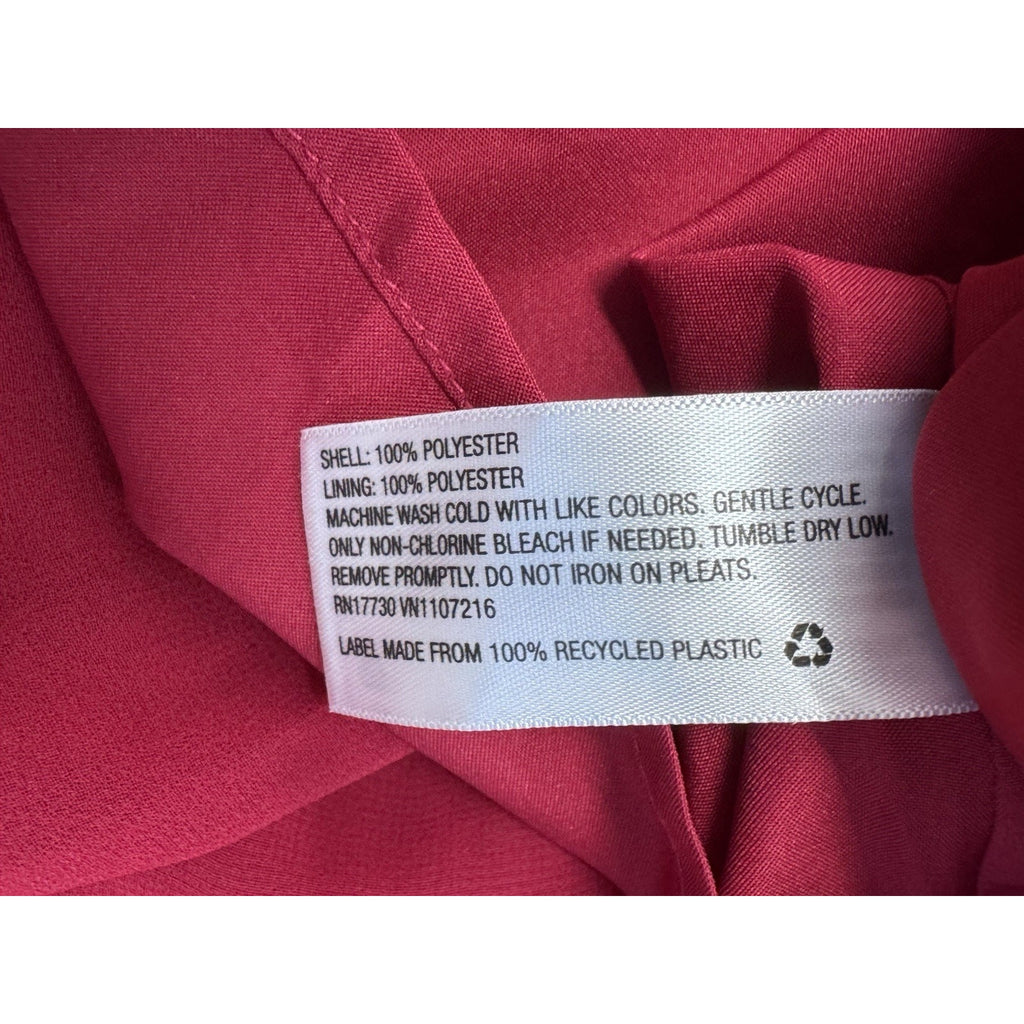 SHELL: 100% POLYESTER
LINING: 100% POLYESTER
MACHINE WASH COLD WITH LIKE COLORS. GENTLE CYCLE.
ONLY NON-CHLORINE BLEACH IF NEEDED. TUMBLE DRY LOW.
REMOVE PROMPTLY. DO NOT IRON ON PLEATS.
RN17730 VN1107216
LABEL MADE FROM 100% RECYCLED PLASTIC